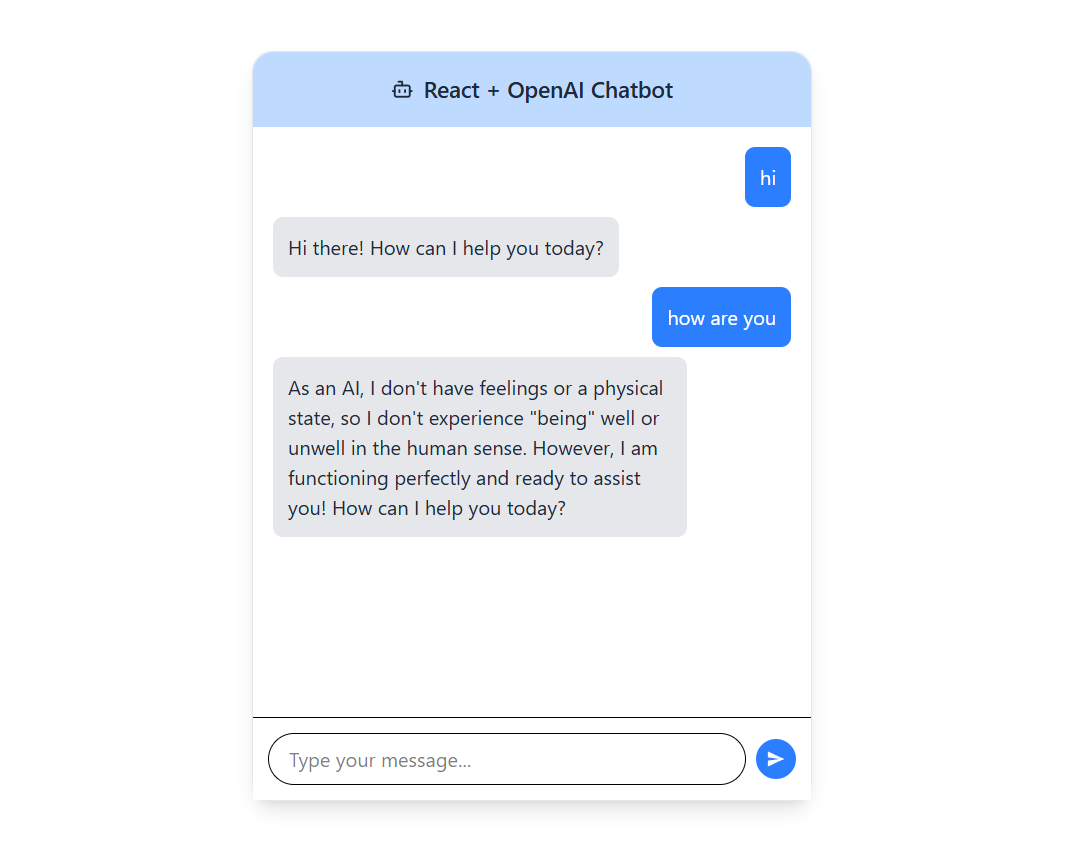 React + OpenAI Chatbot
hi
Hi there! How can I help you today?
how are you
As an AI, I don't have feelings or a physical
state, so I don't experience "being" well or
unwell in the human sense. However, I am
functioning perfectly and ready to assist
you! How can I help you today?
Type your message...